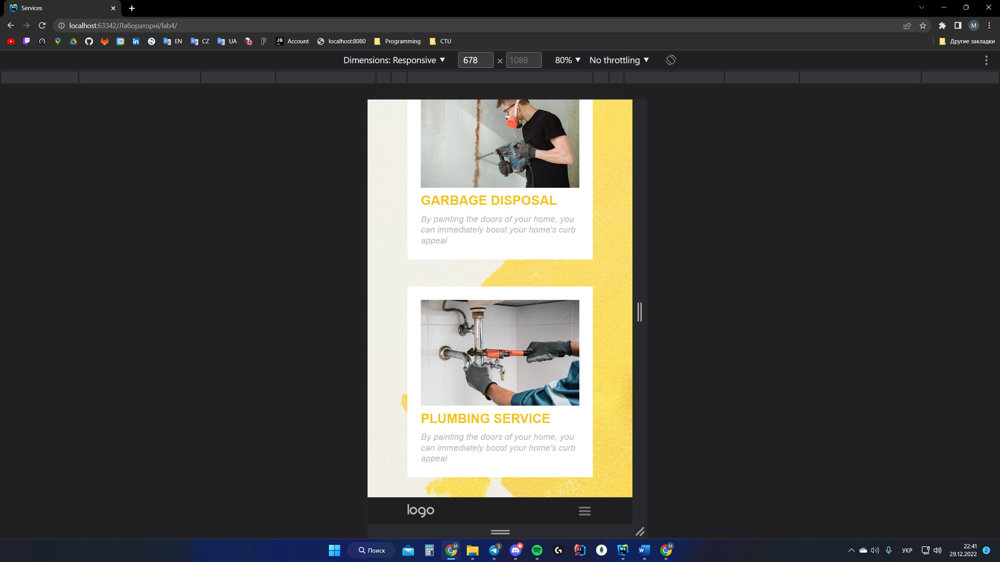 Services
localhost:63342/Лабораторні/lab4/
M
28
EN
CZ
UA
JB
Account
localhost:8080
Programming
CTU
Другие закладки
Dimensions: Responsive
678 × 1088
80%
No throttling
GARBAGE DISPOSAL
By painting the doors of your home, you
can immediately boost your home's curb
appeal
PLUMBING SERVICE
By painting the doors of your home, you
can immediately boost your home's curb
appeal
logo
Поиск
M
3
IJ
WS
W
M
УКР
22:41
29.12.2022
2